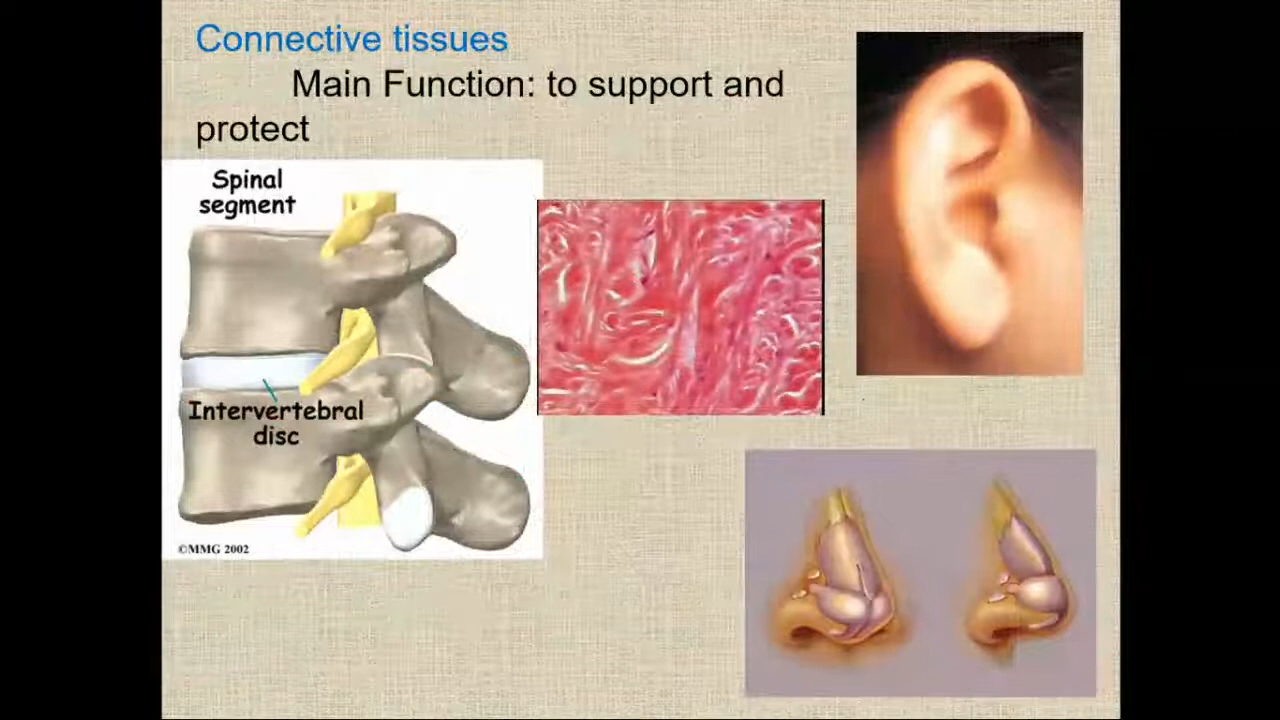 Connective tissues
Main Function: to support and
protect
Spinal
segment
Intervertebral
disc
©MMG 2002